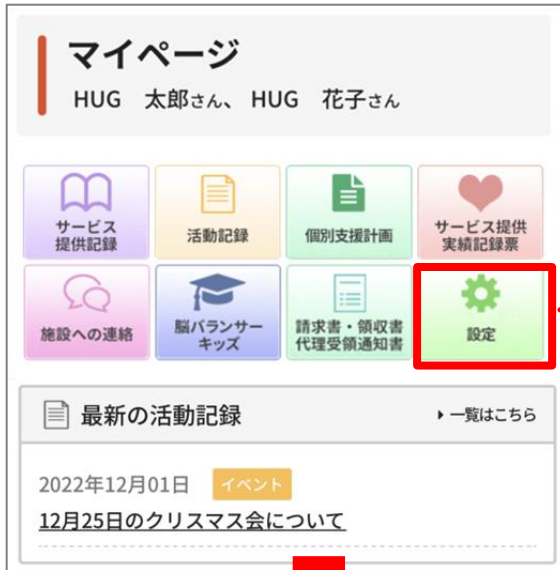 マイページ
HUG 太郎さん、HUG 花子さん
サービス
提供記録
活動記録
個別支援計画
サービス提供
実績記録票
施設への連絡
脳バランサー
キッズ
請求書・領収書
代理受領通知書
設定
最新の活動記録
一覧はこちら
2022年12月01日 イベント
12月25日のクリスマス会について